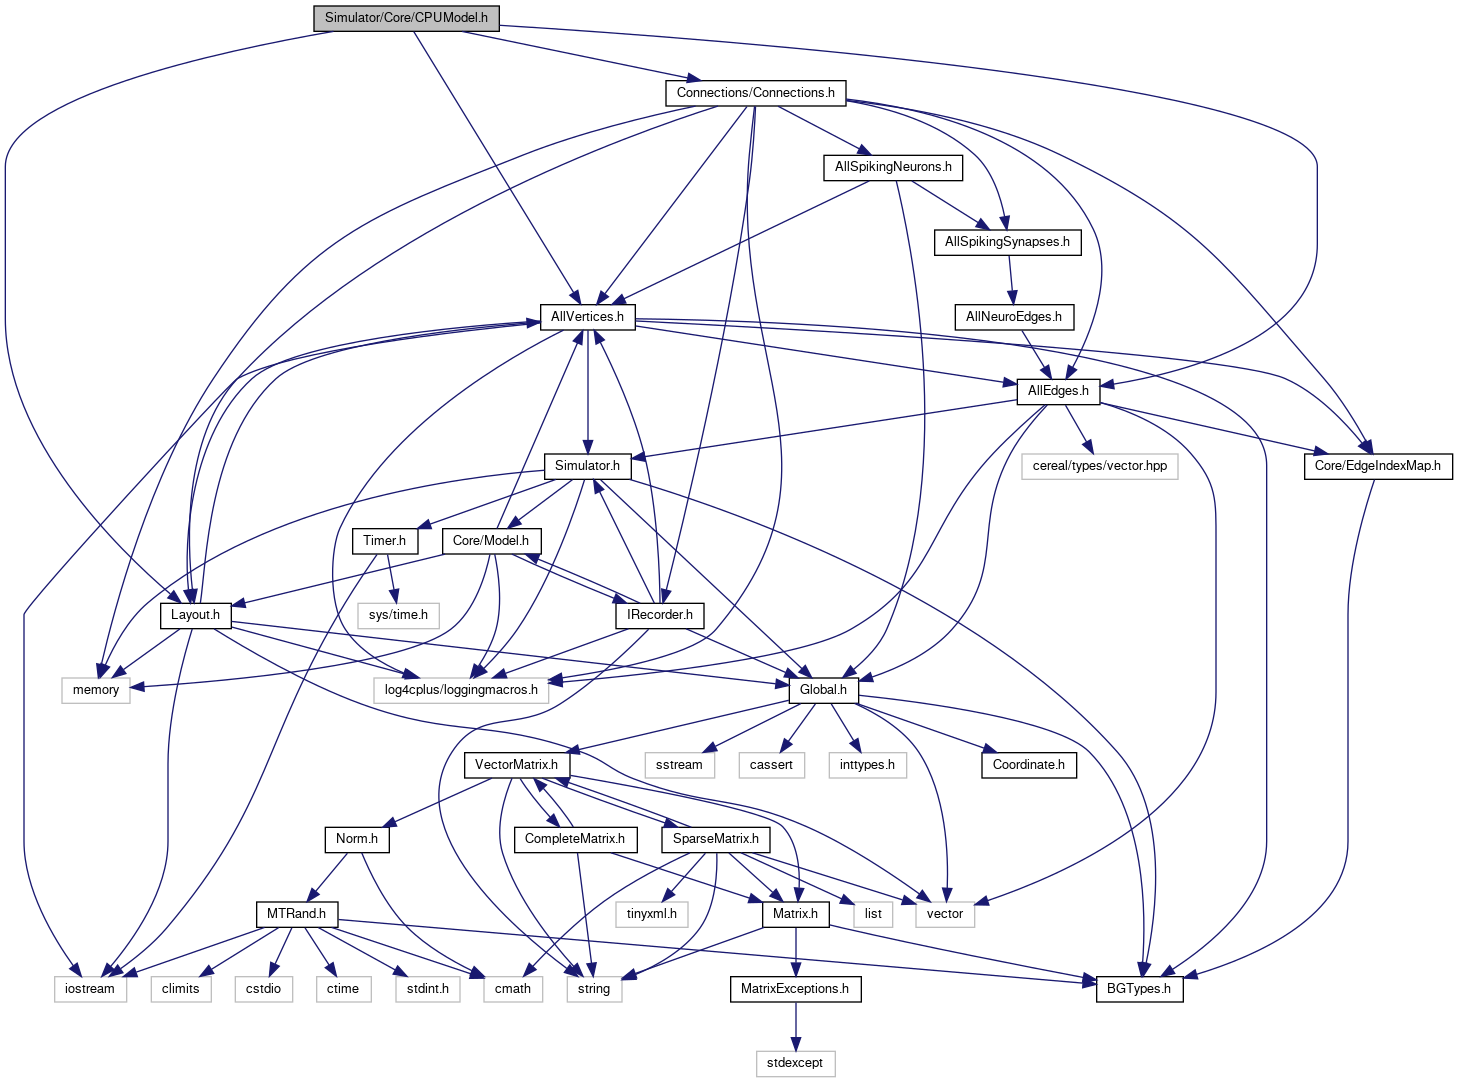 Simulator/Core/CPUModel.h
Connections/Connections.h
AllSpikingNeurons.h
AllSpikingSynapses.h
AllVertices.h
AllNeuroEdges.h
AllEdges.h
Simulator.h
cereal/types/vector.hpp
Core/EdgeIndexMap.h
Timer.h
Core/Model.h
Layout.h
sys/time.h
IRecorder.h
memory
log4cplus/loggingmacros.h
Global.h
VectorMatrix.h
sstream
cassert
inttypes.h
Coordinate.h
Norm.h
CompleteMatrix.h
SparseMatrix.h
MTRand.h
tinyxml.h
Matrix.h
list
vector
iostream
climits
cstdio
ctime
stdint.h
cmath
string
MatrixExceptions.h
BGTypes.h
stdexcept